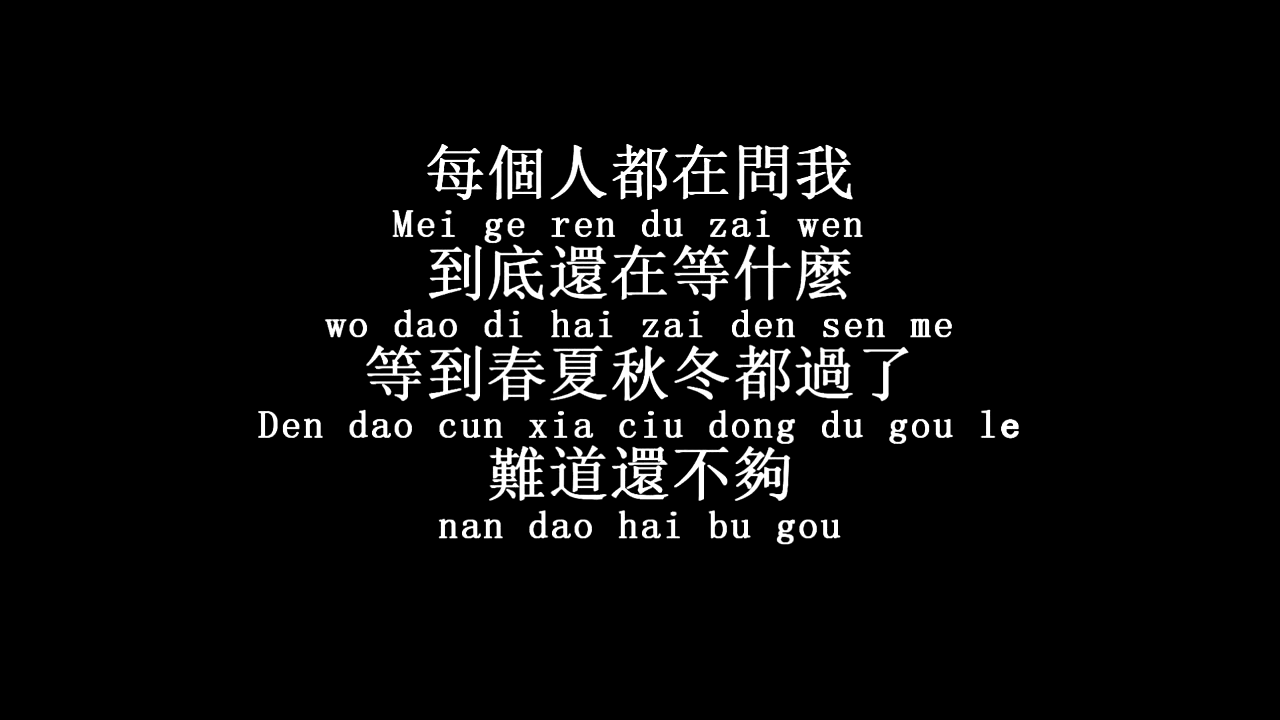 每個人都在問我
Mei ge ren du zai wen
到底還在等什麼
wo dao di hai zai den sen me
等到春夏秋冬都過了
Den dao cun xia ciu dong du gou le
難道還不夠
nan dao hai bu gou